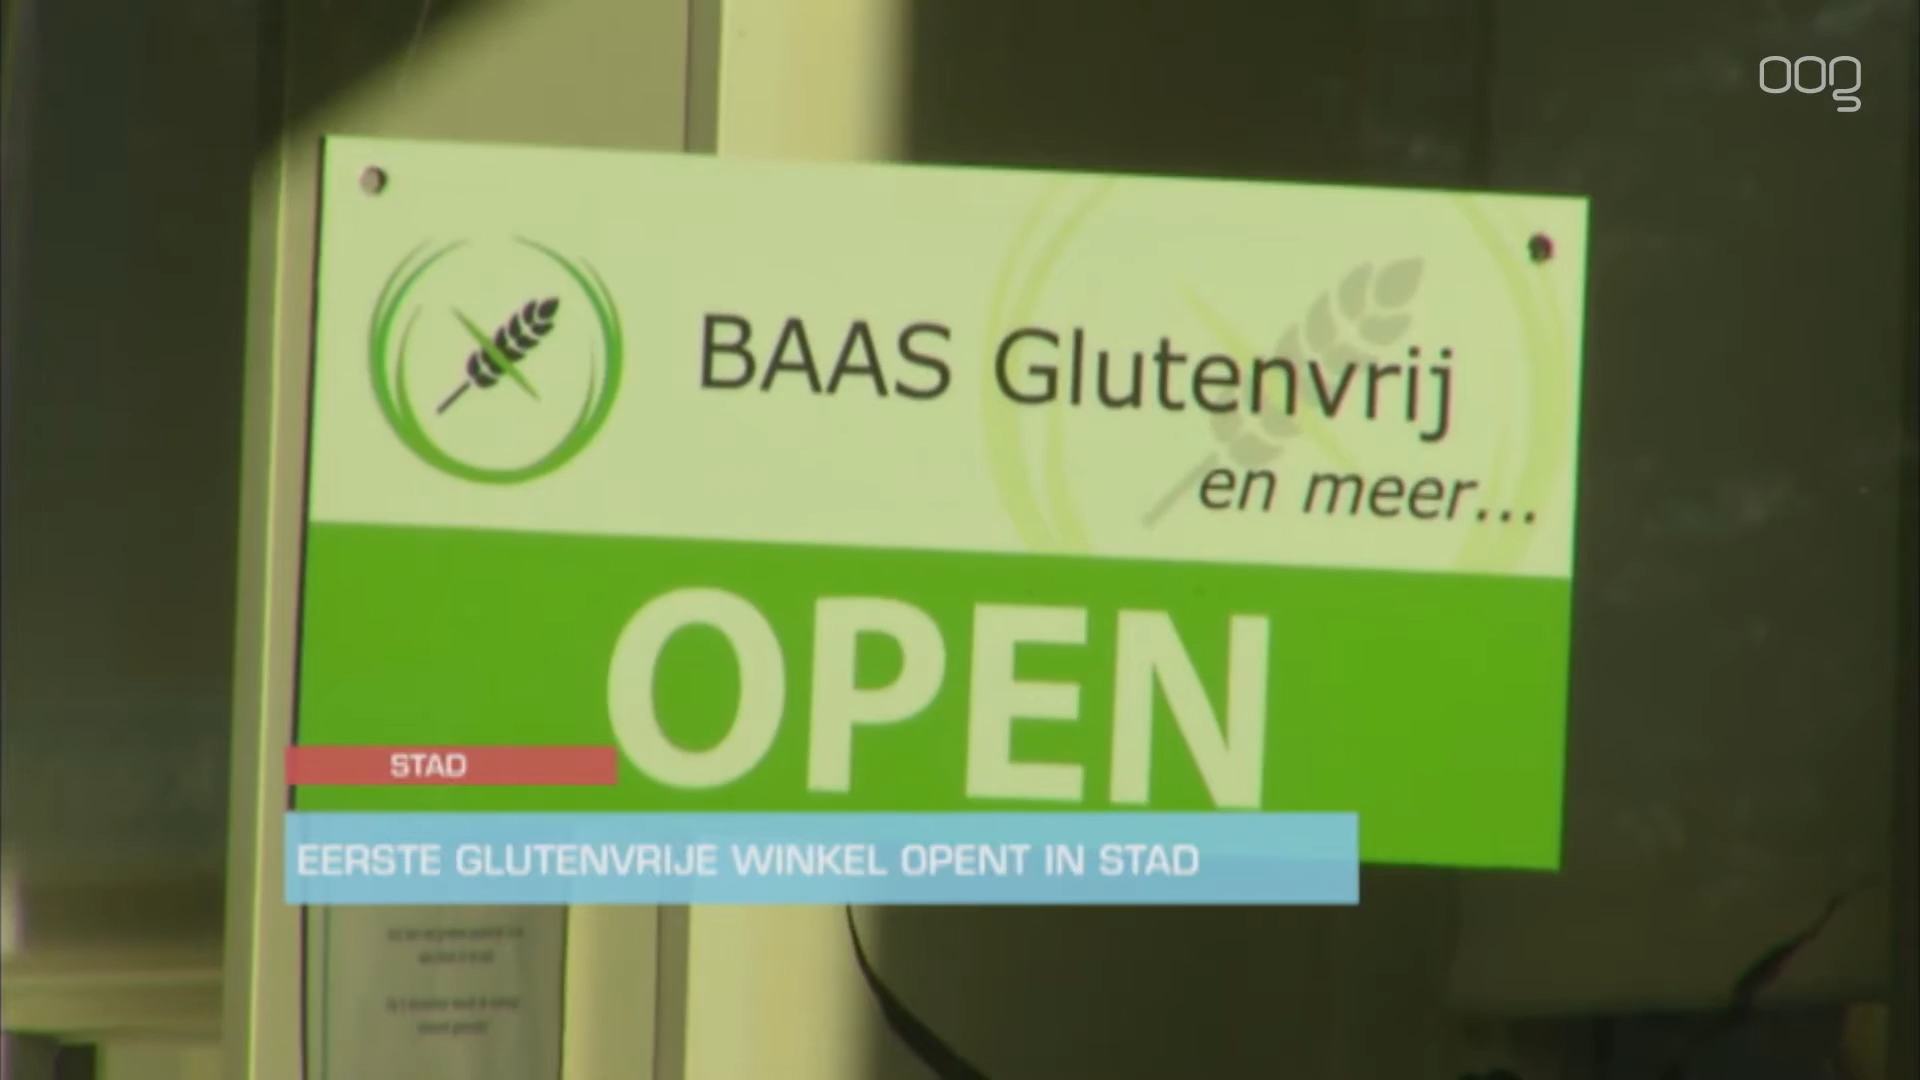 oog
BAAS Glutenvrij
en meer...
OPEN
STAD
EERSTE GLUTENVRIJE WINKEL OPENT IN STAD